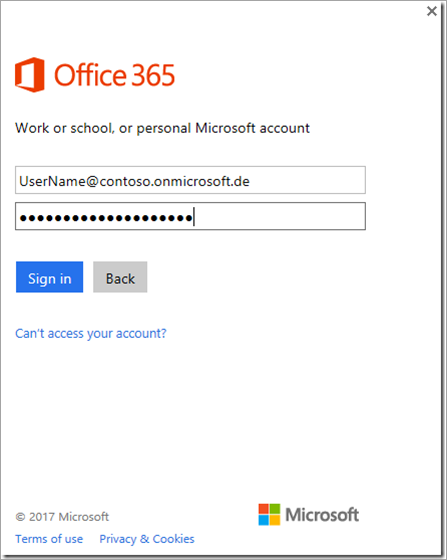 Office 365
Work or school, or personal Microsoft account
UserName@contoso.onmicrosoft.de
●●●●●●●●●●●●●●●●●●●●
Sign in Back
Can't access your account?
© 2017 Microsoft
Microsoft
Terms of use Privacy & Cookies